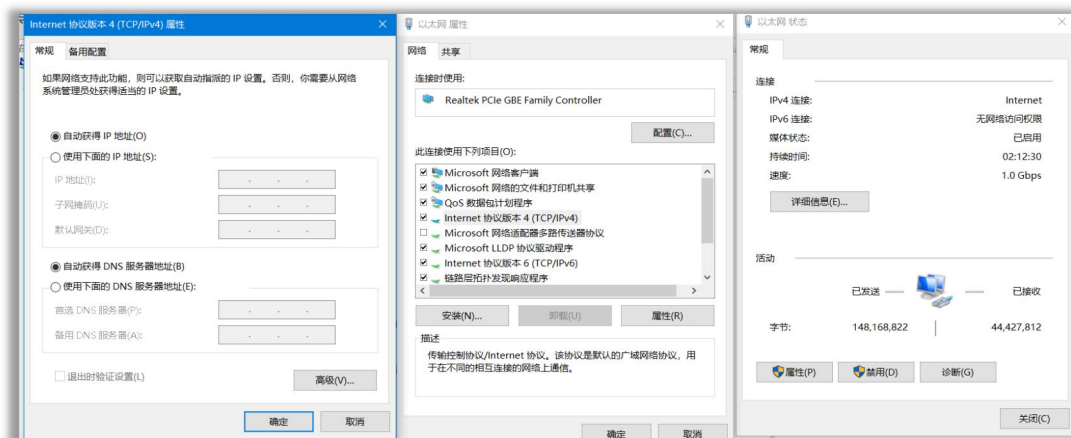 Internet 协议版本 4 (TCP/IPv4) 属性
常规
备用配置
如果网络支持此功能，则可以获取自动指派的 IP 设置。否则，你需要从网络
系统管理员处获得适当的 IP 设置。
自动获得 IP 地址(O)
使用下面的 IP 地址(S):
IP 地址(I):
子网掩码(U):
默认网关(D):
自动获得 DNS 服务器地址(B)
使用下面的 DNS 服务器地址(E):
首选 DNS 服务器(P):
备用 DNS 服务器(A):
退出时验证设置(L)
高级(V)...
确定
取消
以太网 属性
网络
共享
连接时使用:
Realtek PCIe GBE Family Controller
配置(C)...
此连接使用下列项目(O):
Microsoft 网络客户端
Microsoft 网络的文件和打印机共享
QoS 数据包计划程序
Internet 协议版本 4 (TCP/IPv4)
Microsoft 网络适配器多路传送器协议
Microsoft LLDP 协议驱动程序
Internet 协议版本 6 (TCP/IPv6)
链路层拓扑发现响应程序
安装(N)...
卸载(U)
属性(R)
描述
传输控制协议/Internet 协议。该协议是默认的广域网络协议，用
于在不同的相互连接的网络上通信。
确定
取消
以太网 状态
常规
连接
IPv4 连接: Internet
IPv6 连接: 无网络访问权限
媒体状态: 已启用
持续时间: 02:12:30
速度: 1.0 Gbps
详细信息(E)...
活动
已发送 — — 已接收
字节: 148,168,822 | 44,427,812
属性(P)
禁用(D)
诊断(G)
关闭(C)